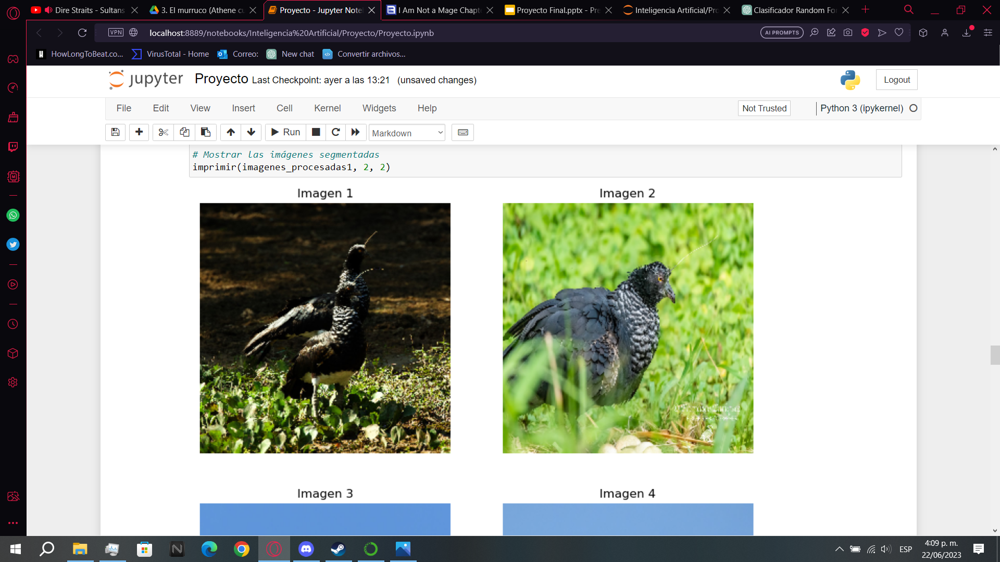 Dire Straits - Sultans
3. El murruco (Athene cu
Proyecto - Jupyter Note
I Am Not a Mage Chapt
Proyecto Final.pptx - Pre
Inteligencia Artificial/Pro
Clasificador Random Fo
VPN
localhost:8889/notebooks/Inteligencia%20Artificial/Proyecto/Proyecto.ipynb
AI PROMPTS
HowLongToBeat.co...
VirusTotal - Home
Correo:
New chat
Convertir archivos...
jupyter Proyecto Last Checkpoint: ayer a las 13:21 (unsaved changes)
Logout
File Edit View Insert Cell Kernel Widgets Help
Not Trusted
Python 3 (ipykernel)
Run
Markdown
# Mostrar las imágenes segmentadas
imprimir(imagenes_procesadas1, 2, 2)
Imagen 1
Imagen 2
Imagen 3
Imagen 4
ESP
4:09 p. m.
22/06/2023